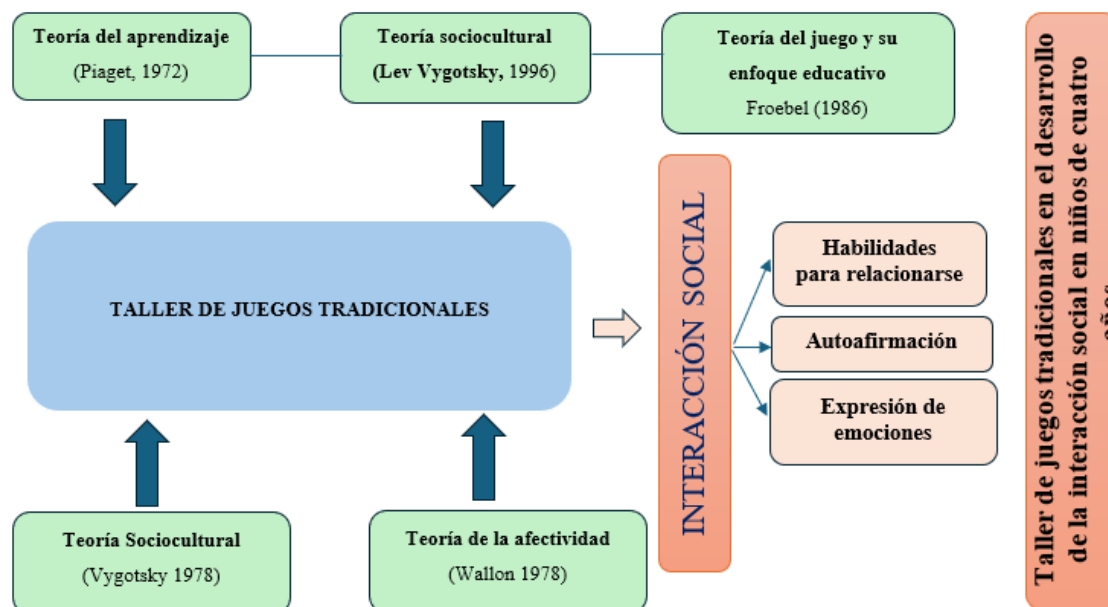 Teoría del aprendizaje
(Piaget, 1972)
Teoría sociocultural
(Lev Vygotsky, 1996)
Teoría del juego y su
enfoque educativo
Froebel (1986)
TALLER DE JUEGOS TRADICIONALES
INTERACCIÓN SOCIAL
Habilidades
para relacionarse
Autoafirmación
Expresión de
emociones
Teoría Sociocultural
(Vygotsky 1978)
Teoría de la afectividad
(Wallon 1978)
Taller de juegos tradicionales en el desarrollo
de la interacción social en niños de cuatro
años